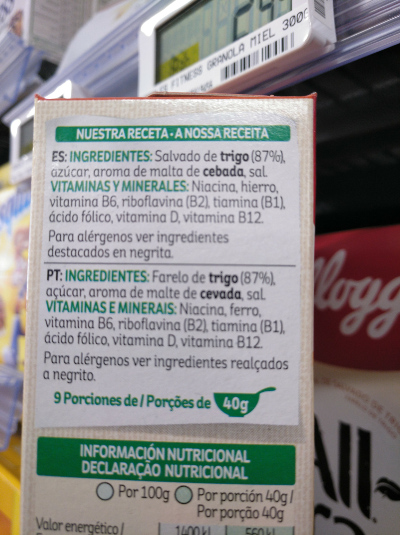 FITNESS GRANOLA MIEL 300
NUESTRA RECETA • A NOSSA RECEITA
ES: INGREDIENTES: Salvado de trigo (87%),
azúcar, aroma de malta de cebada, sal.
VITAMINAS Y MINERALES: Niacina, hierro,
vitamina B6, riboflavina (B2), tiamina (B1),
ácido fólico, vitamina D, vitamina B12.
Para alérgenos ver ingredientes
destacados en negrita.
PT: INGREDIENTES: Farelo de trigo (87%),
açúcar, aroma de malte de cevada, sal.
VITAMINAS E MINERAIS: Niacina, ferro,
vitamina B6, riboflavina (B2), tiamina (B1),
ácido fólico, vitamina D, vitamina B12.
Para alergénios ver ingredientes realçados
a negrito.
9 Porciones de / Porções de 40g
INFORMACIÓN NUTRICIONAL
DECLARAÇÃO NUTRICIONAL
Por 100g Por porción 40g /
Por porção 40g
Valor energético / 1400 kJ 560 kJ